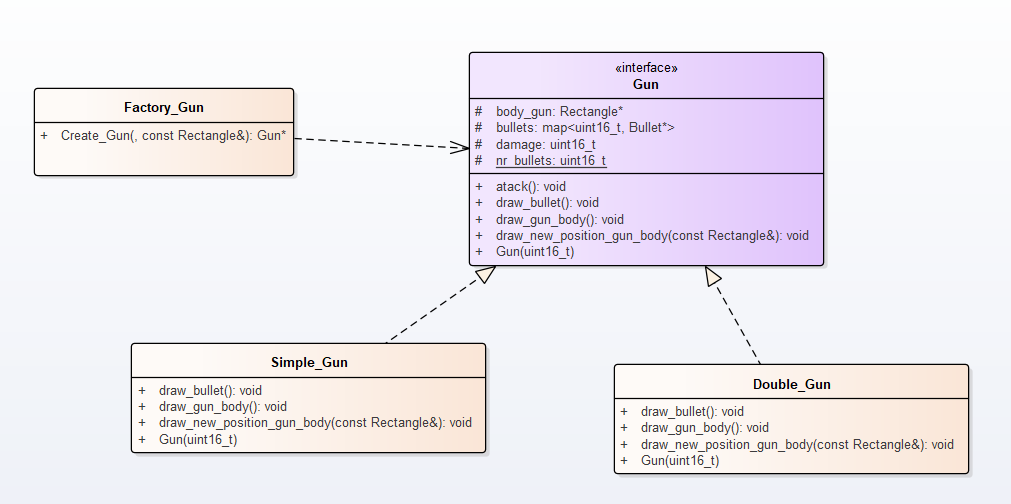 Factory_Gun
+ Create_Gun(, const Rectangle&): Gun*
«interface»
Gun
# body_gun: Rectangle*
# bullets: map<uint16_t, Bullet*>
# damage: uint16_t
# nr_bullets: uint16_t
+ atack(): void
+ draw_bullet(): void
+ draw_gun_body(): void
+ draw_new_position_gun_body(const Rectangle&): void
+ Gun(uint16_t)
Simple_Gun
+ draw_bullet(): void
+ draw_gun_body(): void
+ draw_new_position_gun_body(const Rectangle&): void
+ Gun(uint16_t)
Double_Gun
+ draw_bullet(): void
+ draw_gun_body(): void
+ draw_new_position_gun_body(const Rectangle&): void
+ Gun(uint16_t)